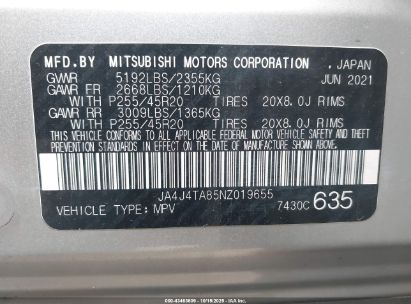 MFD.BY MITSUBISHI MOTORS CORPORATION , JAPAN
GVWR 5192LBS/2355KG JUN 2021
GAWR FR 2668LBS/1210KG
WITH P255/45R20 TIRES 20X8.0J RIMS
GAWR RR 3009LBS/1365KG
WITH P255/45R20 TIRES 20X8.0J RIMS
THIS VEHICLE CONFORMS TO ALL APPLICABLE FEDERAL
MOTOR VEHICLE SAFETY, BUMPER, AND THEFT PREVENTION
STANDARDS IN EFFECT ON THE DATE OF MANUFACTURE
SHOWN ABOVE.
JA4J4TA85NZ019655
VEHICLE TYPE: MPV 7430C 635